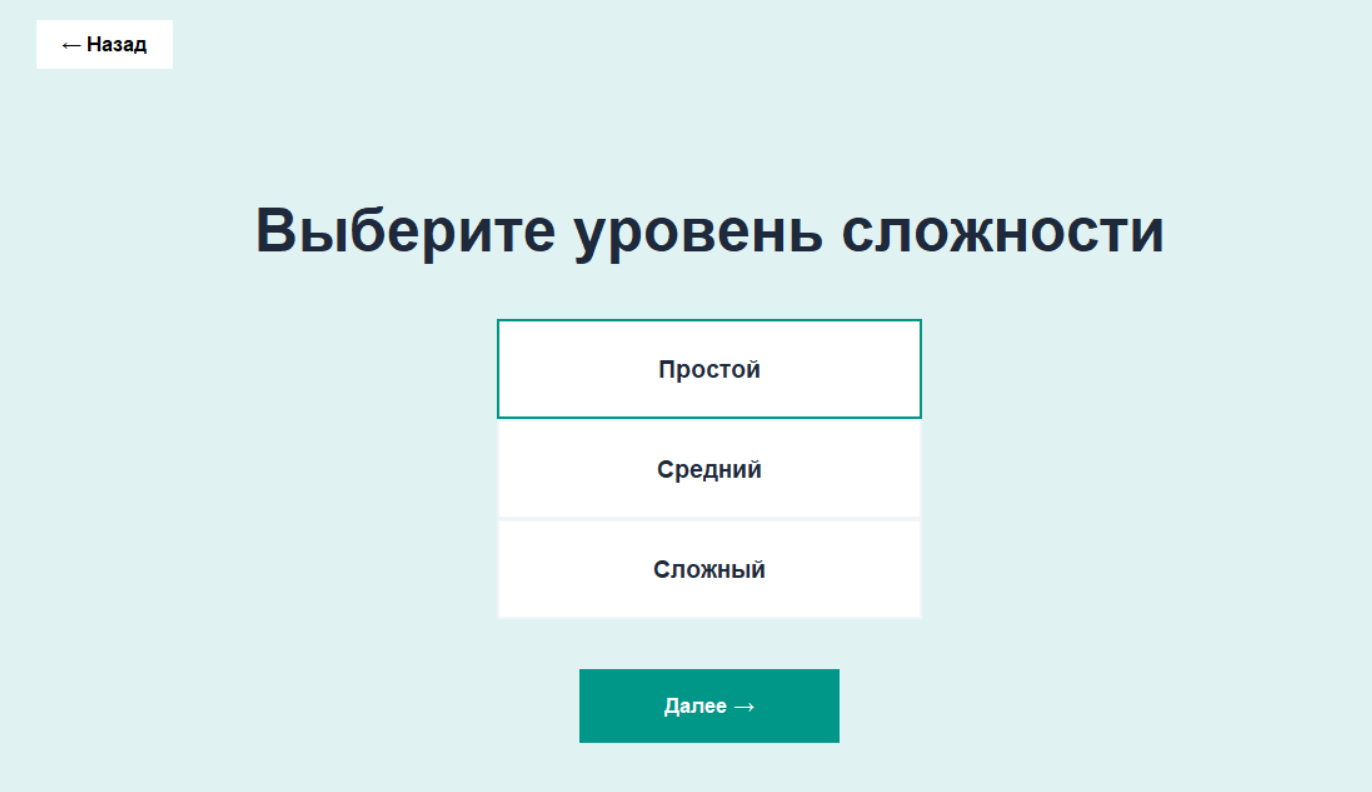 ← Назад
Выберите уровень сложности
Простой
Средний
Сложный
Далее →